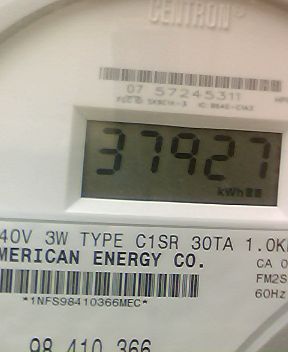 CENTRON®
07 57245311
37927
kWh
40V 3W TYPE C1SR 30TA 1.0K
MERICAN ENERGY CO.
CA 0
FM2S
60Hz
*1NFS98410366MEC*
98 410 366